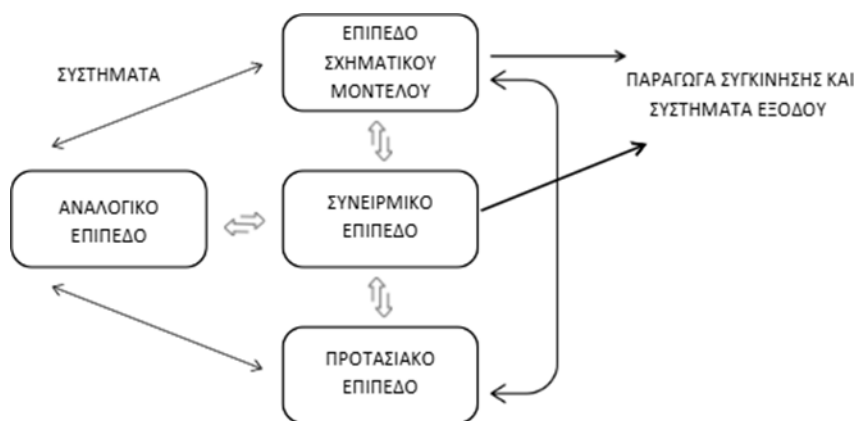 ΕΠΙΠΕΔΟ
ΣΧΗΜΑΤΙΚΟΥ
ΜΟΝΤΕΛΟΥ
ΣΥΣΤΗΜΑΤΑ
ΠΑΡΑΓΩΓΑ ΣΥΓΚΙΝΗΣΗΣ ΚΑΙ
ΣΥΣΤΗΜΑΤΑ ΕΞΟΔΟΥ
ΑΝΑΛΟΓΙΚΟ
ΕΠΙΠΕΔΟ
ΣΥΝΕΙΡΜΙΚΟ
ΕΠΙΠΕΔΟ
ΠΡΟΤΑΣΙΑΚΟ
ΕΠΙΠΕΔΟ